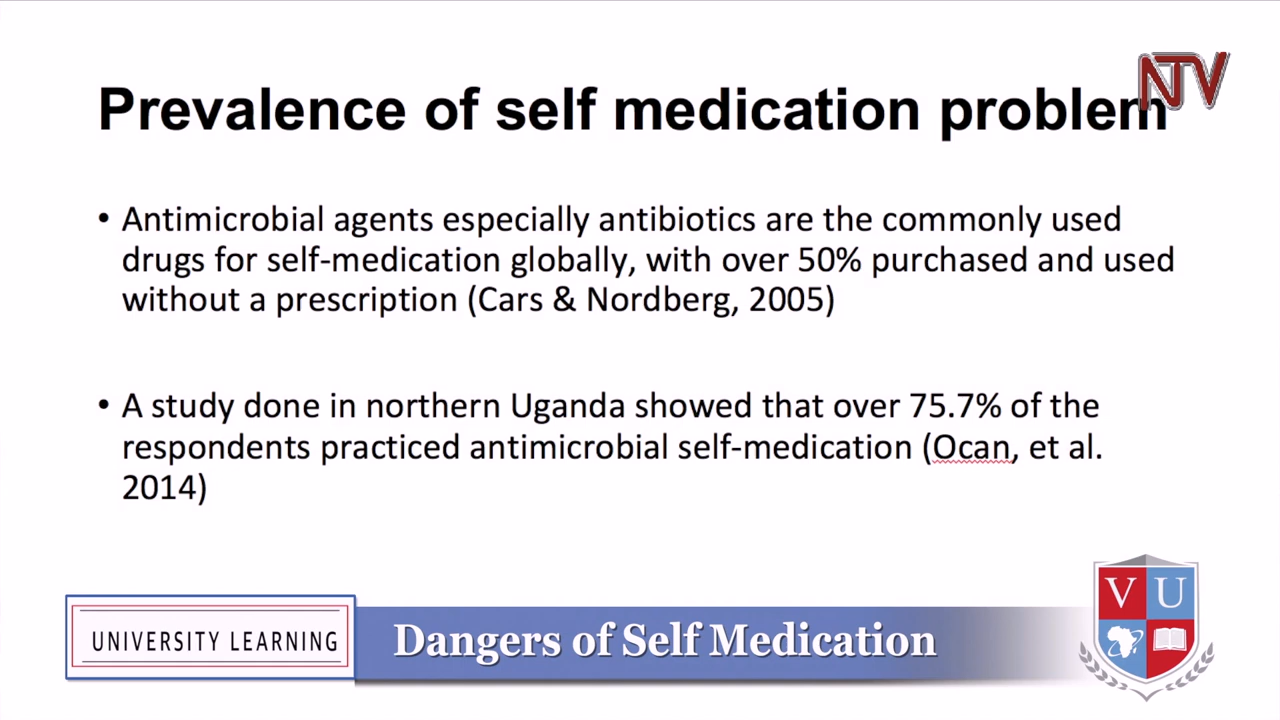 NTV
Prevalence of self medication problem
• Antimicrobial agents especially antibiotics are the commonly used
drugs for self-medication globally, with over 50% purchased and used
without a prescription (Cars & Nordberg, 2005)
• A study done in northern Uganda showed that over 75.7% of the
respondents practiced antimicrobial self-medication (Ocan, et al.
2014)
UNIVERSITY LEARNING
Dangers of Self Medication
V U